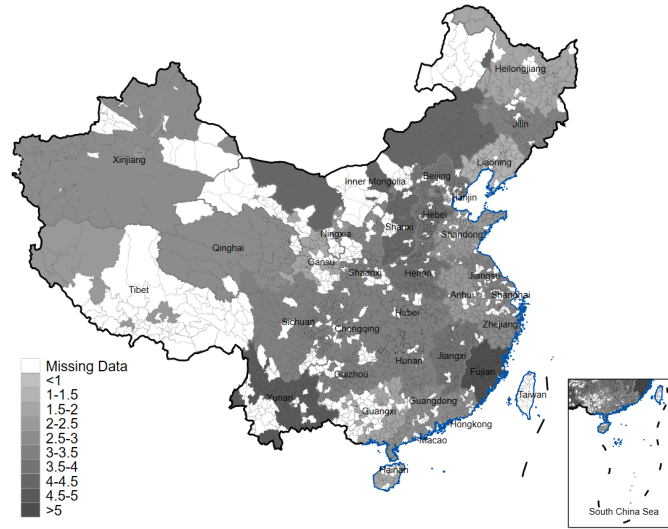 Heilongjiang
Jilin
Liaoning
Xinjiang
Inner Mongolia
Beijing
Tianjin
Hebei
Ningxia
Shanxi
Shandong
Qinghai
Gansu
Shaanxi
Henan
Jiangsu
Tibet
Anhui
Shanghai
Hubei
Sichuan
Chongqing
Zhejiang
Hunan
Jiangxi
Guizhou
Fujian
Yunan
Guangxi
Guangdong
Taiwan
Hongkong
Macao
Hainan
Missing Data
<1
1-1.5
1.5-2
2-2.5
2.5-3
3-3.5
3.5-4
4-4.5
4.5-5
>5
South China Sea